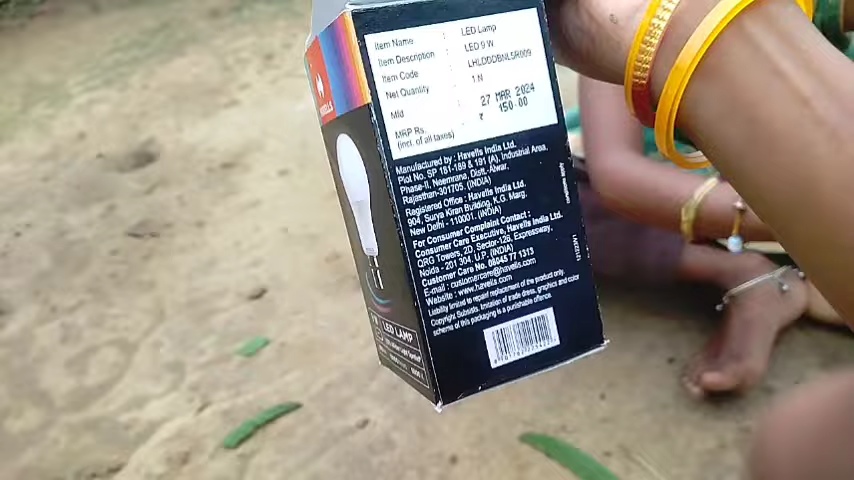 Item Name : LED Lamp
Item Description : LED 9 W
Item Code : LHLDDDBNL5R009
Net Quantity : 1 N
Mfd : 27 MAR 2024
MRP Rs. : ₹ 150.00
(incl. of all taxes)
Manufactured by : Havells India Ltd.
Plot No. SP 181-189 & 191 (A), Industrial Area,
Phase-II, Neemrana, Distt.-Alwar,
Rajasthan-301705. (INDIA)
Registered Office : Havells India Ltd.
904, Surya Kiran Building, K.G. Marg,
New Delhi - 110001. (INDIA)
For Consumer Complaint Contact :
Consumer Care Executive, Havells India Ltd.
QRG Towers, 2D, Sector-126, Expressway,
Noida - 201 304, U.P. (INDIA)
Customer Care No. 08045 77 1313
E-mail : customercare@havells.com
Website : www.havells.com
Liability limited to repair/ replacement of the product only.
Copyright Subsists. Imitation of trade dress, graphics and color
scheme of this packaging is a punishable offence.
HAVELLS
LED LAMP